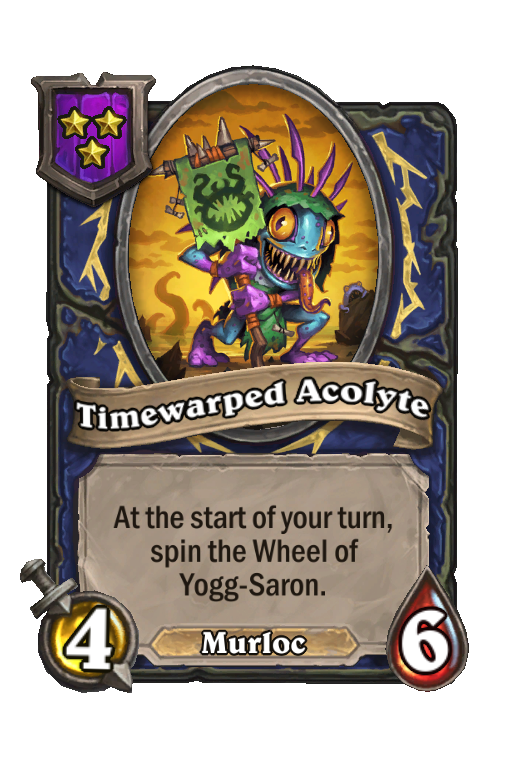 Timewarped Acolyte
At the start of your turn,
spin the Wheel of
Yogg-Saron.
4
Murloc
6